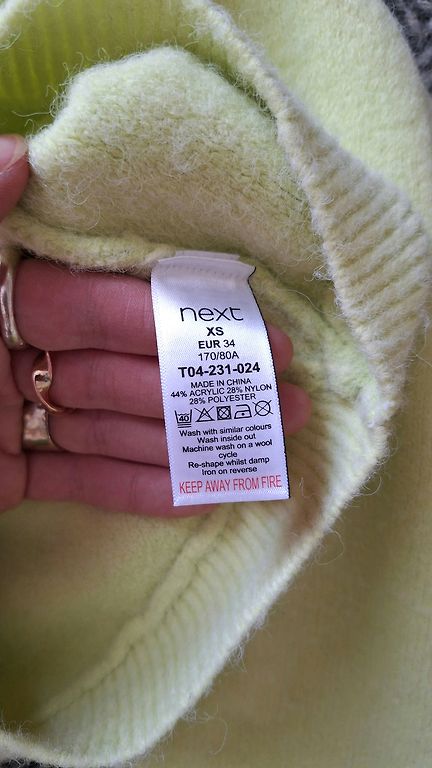 next
XS
EUR 34
170/80A
T04-231-024
MADE IN CHINA
44% ACRYLIC 28% NYLON
28% POLYESTER
40
Wash with similar colours
Wash inside out
Machine wash on a wool
cycle
Re-shape whilst damp
Iron on reverse
KEEP AWAY FROM FIRE